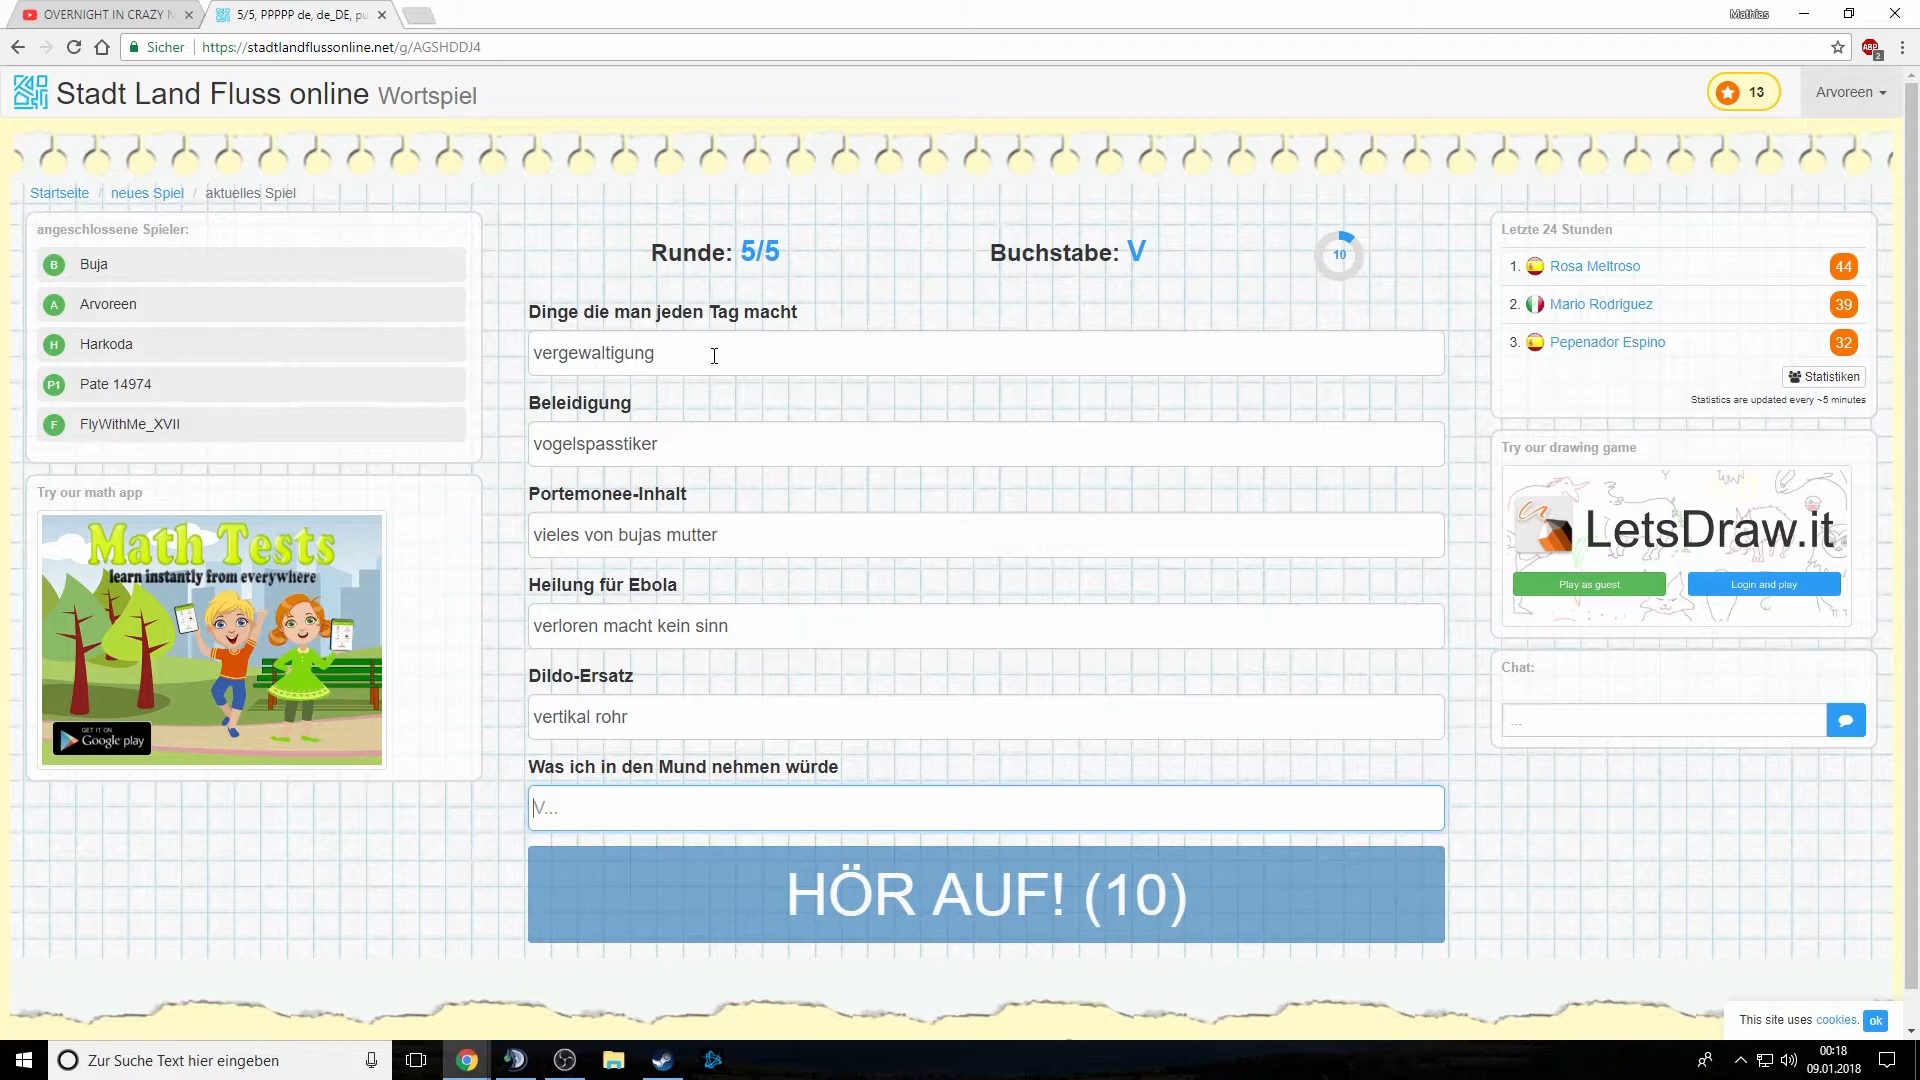 OVERNIGHT IN CRAZY N
5/5, PPPPP de, de_DE, pu
Mathias
Sicher
https://stadtlandflussonline.net/g/AGSHDDJ4
ABP
2
Stadt Land Fluss online Wortspiel
13
Arvoreen
Startseite / neues Spiel / aktuelles Spiel
angeschlossene Spieler:
B Buja
A Arvoreen
H Harkoda
P1 Pate 14974
F FlyWithMe_XVII
Try our math app
Math Tests
learn instantly from everywhere
GET IT ON
Google play
Runde: 5/5
Buchstabe: V
10
Dinge die man jeden Tag macht
vergewaltigung
Beleidigung
vogelspasstiker
Portemonee-Inhalt
vieles von bujas mutter
Heilung für Ebola
verloren macht kein sinn
Dildo-Ersatz
vertikal rohr
Was ich in den Mund nehmen würde
V...
HÖR AUF! (10)
Letzte 24 Stunden
1. Rosa Meltroso 44
2. Mario Rodriguez 39
3. Pepenador Espino 32
Statistiken
Statistics are updated every ~5 minutes
Try our drawing game
LetsDraw.it
Play as guest
Login and play
Chat:
...
This site uses cookies.
ok
Zur Suche Text hier eingeben
00:18
09.01.2018